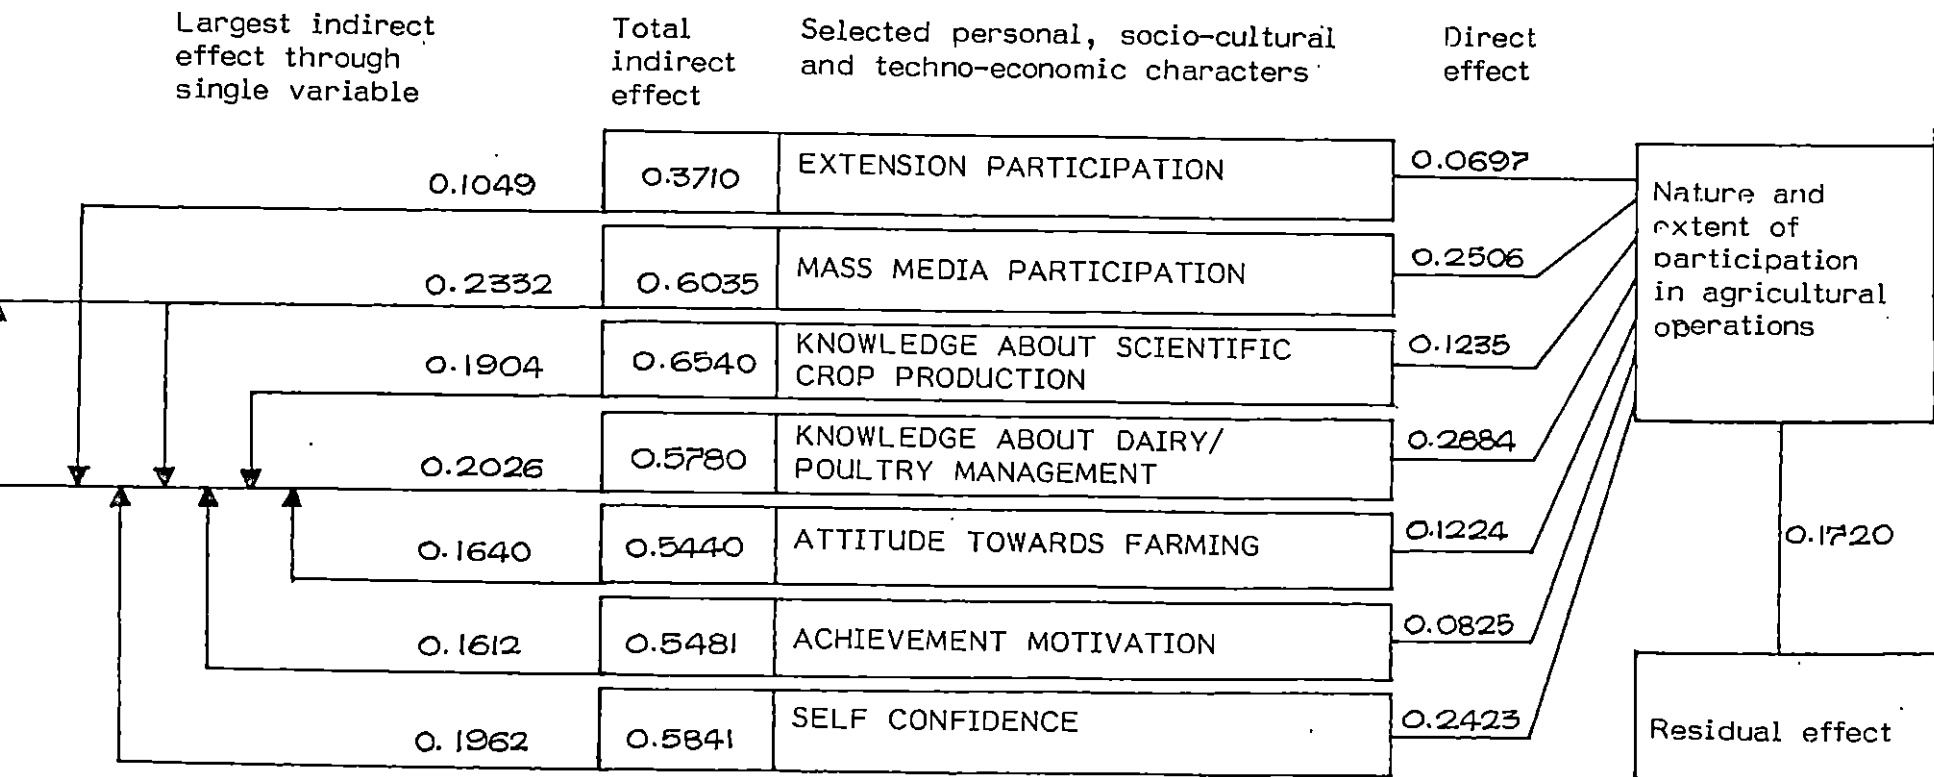 Largest indirect
effect through
single variable
Total
indirect
effect
Selected personal, socio-cultural
and techno-economic characters
Direct
effect
0.1049
0.3710
EXTENSION PARTICIPATION
0.0697
0.2332
0.6035
MASS MEDIA PARTICIPATION
0.2506
0.1904
0.6540
KNOWLEDGE ABOUT SCIENTIFIC
CROP PRODUCTION
0.1235
0.2026
0.5780
KNOWLEDGE ABOUT DAIRY/
POULTRY MANAGEMENT
0.2884
0.1640
0.5440
ATTITUDE TOWARDS FARMING
0.1224
0.1612
0.5481
ACHIEVEMENT MOTIVATION
0.0825
0.1962
0.5841
SELF CONFIDENCE
0.2423
Nature and
extent of
participation
in agricultural
operations
0.1720
Residual effect